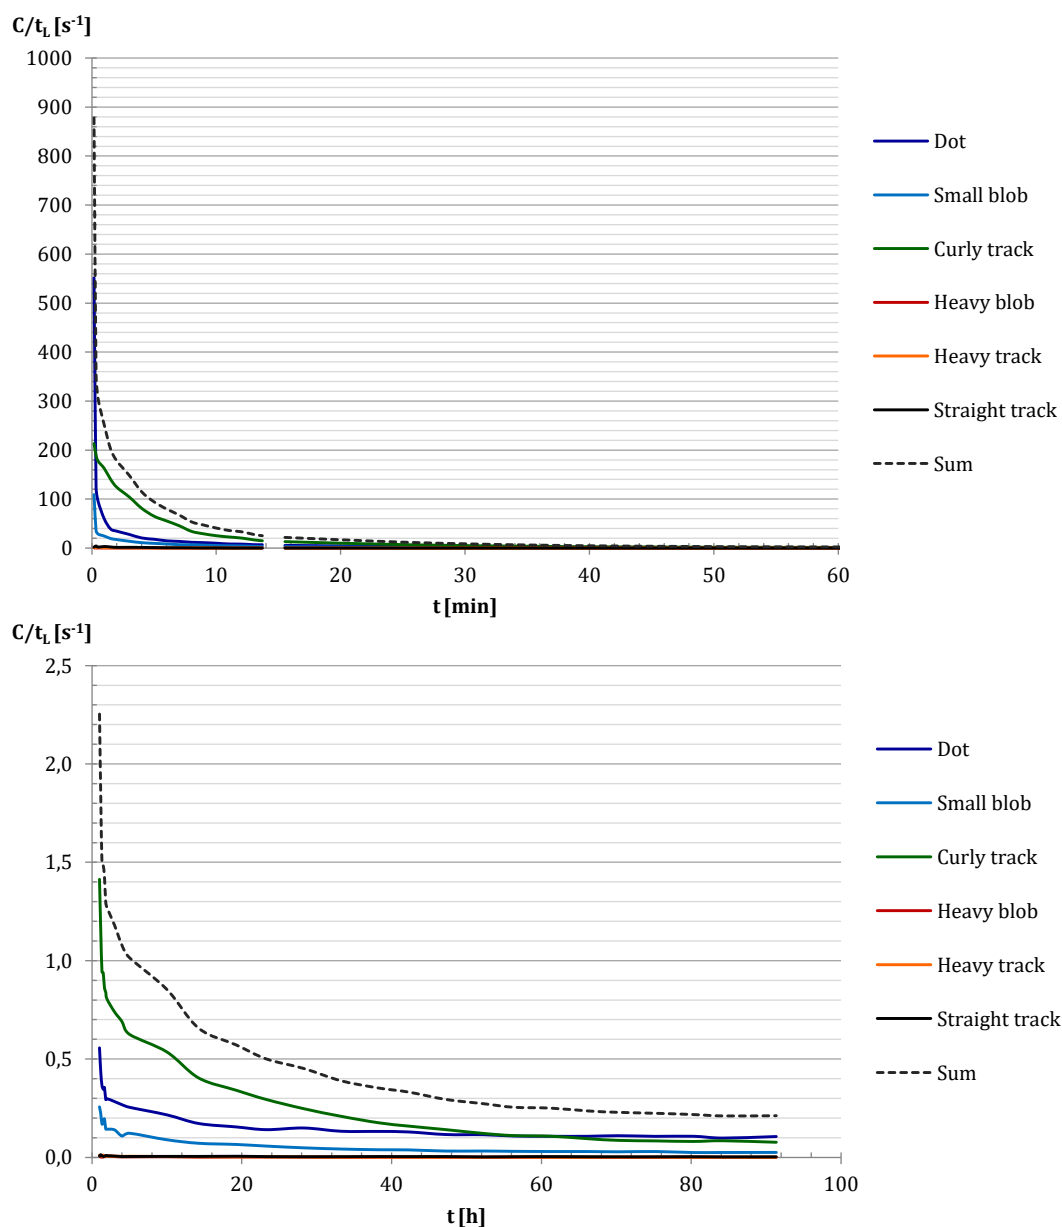 C/t_L [s⁻¹]
1000
900
800
700
600
500
400
300
200
100
0
0 10 20 30 40 50 60
t [min]
Dot
Small blob
Curly track
Heavy blob
Heavy track
Straight track
Sum
C/t_L [s⁻¹]
2,5
2,0
1,5
1,0
0,5
0,0
0 20 40 60 80 100
t [h]
Dot
Small blob
Curly track
Heavy blob
Heavy track
Straight track
Sum